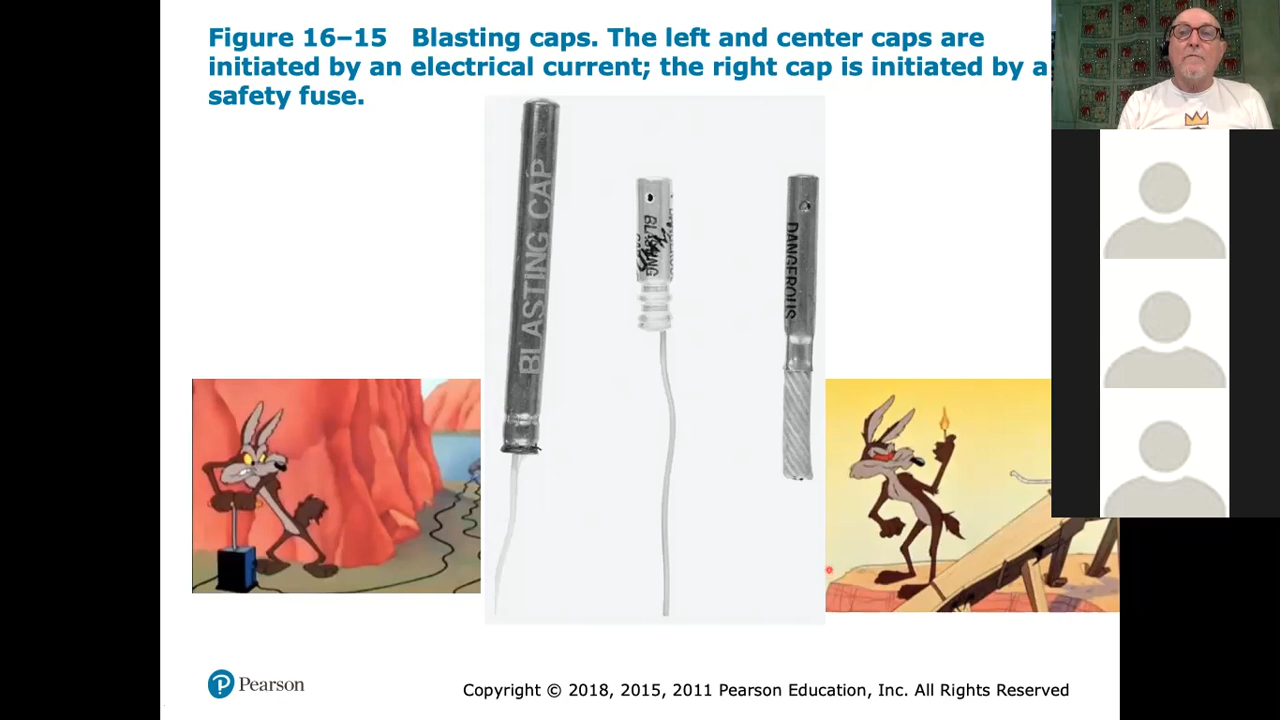 Figure 16–15 Blasting caps. The left and center caps are
initiated by an electrical current; the right cap is initiated by a
safety fuse.
BLASTING CAP
BLASTING
DANGEROUS
Pearson
Copyright © 2018, 2015, 2011 Pearson Education, Inc. All Rights Reserved